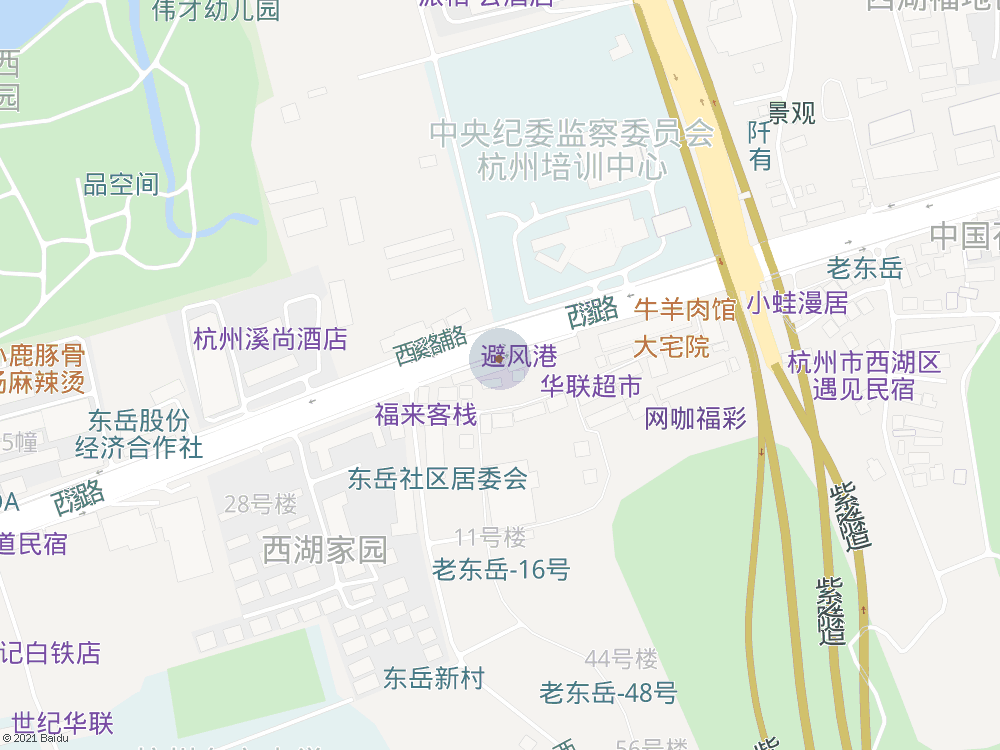 伟才幼儿园
西
园
景观
阡
有
中央纪委监察委员会
杭州培训中心
品空间
中国
老东岳
小蛙漫居
牛羊肉馆
西溪路
大宅院
杭州溪尚酒店
西溪路辅路
避风港
小鹿豚骨
汤麻辣烫
杭州市西湖区
遇见民宿
华联超市
福来客栈
网咖福彩
东岳股份
经济合作社
5幢
东岳社区居委会
28号楼
西溪路
紫之隧道
道民宿
11号楼
西湖家园
老东岳-16号
紫之隧道
记白铁店
44号楼
东岳新村
老东岳-48号
世纪华联
56号楼
西
紫
© 2021 Baidu